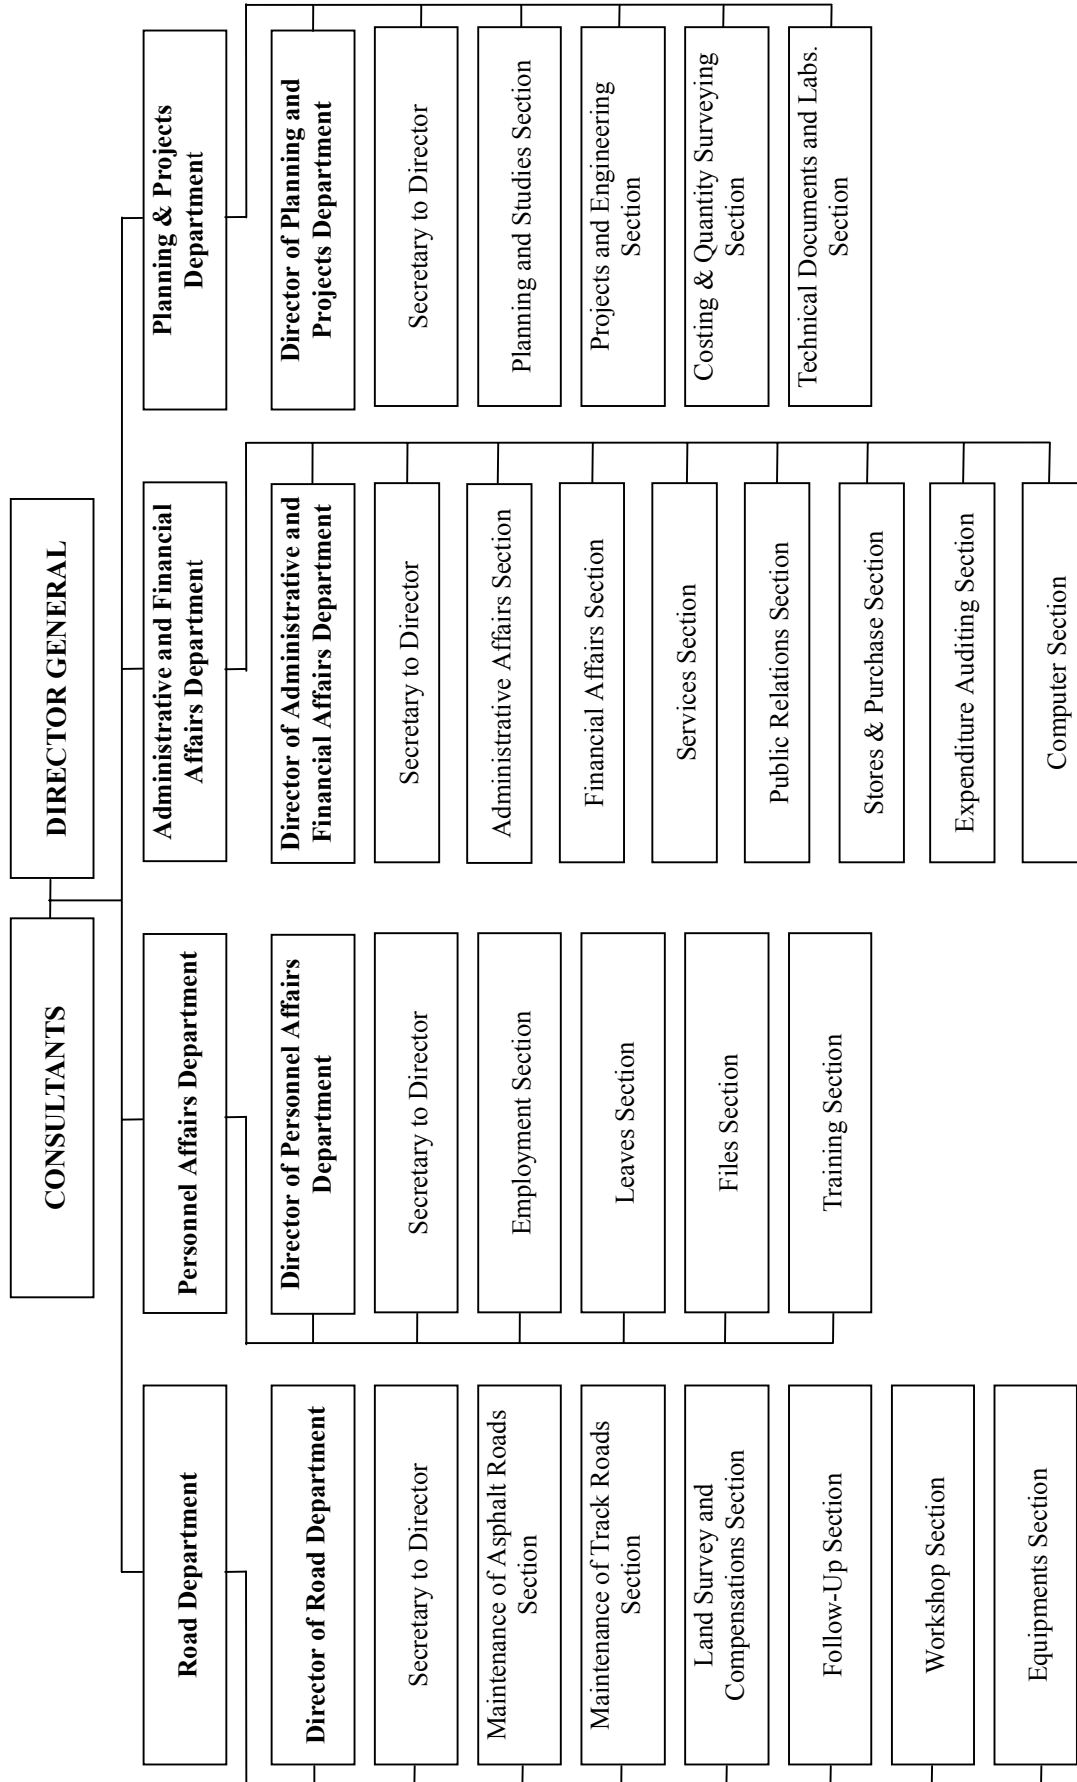 CONSULTANTS
DIRECTOR GENERAL
Road Department
Director of Road Department
Secretary to Director
Maintenance of Asphalt Roads
Section
Maintenance of Track Roads
Section
Land Survey and
Compensations Section
Follow-Up Section
Workshop Section
Equipments Section
Personnel Affairs Department
Director of Personnel Affairs
Department
Secretary to Director
Employment Section
Leaves Section
Files Section
Training Section
Administrative and Financial
Affairs Department
Director of Administrative and
Financial Affairs Department
Secretary to Director
Administrative Affairs Section
Financial Affairs Section
Services Section
Public Relations Section
Stores & Purchase Section
Expenditure Auditing Section
Computer Section
Planning & Projects
Department
Director of Planning and
Projects Department
Secretary to Director
Planning and Studies Section
Projects and Engineering
Section
Costing & Quantity Surveying
Section
Technical Documents and Labs.
Section